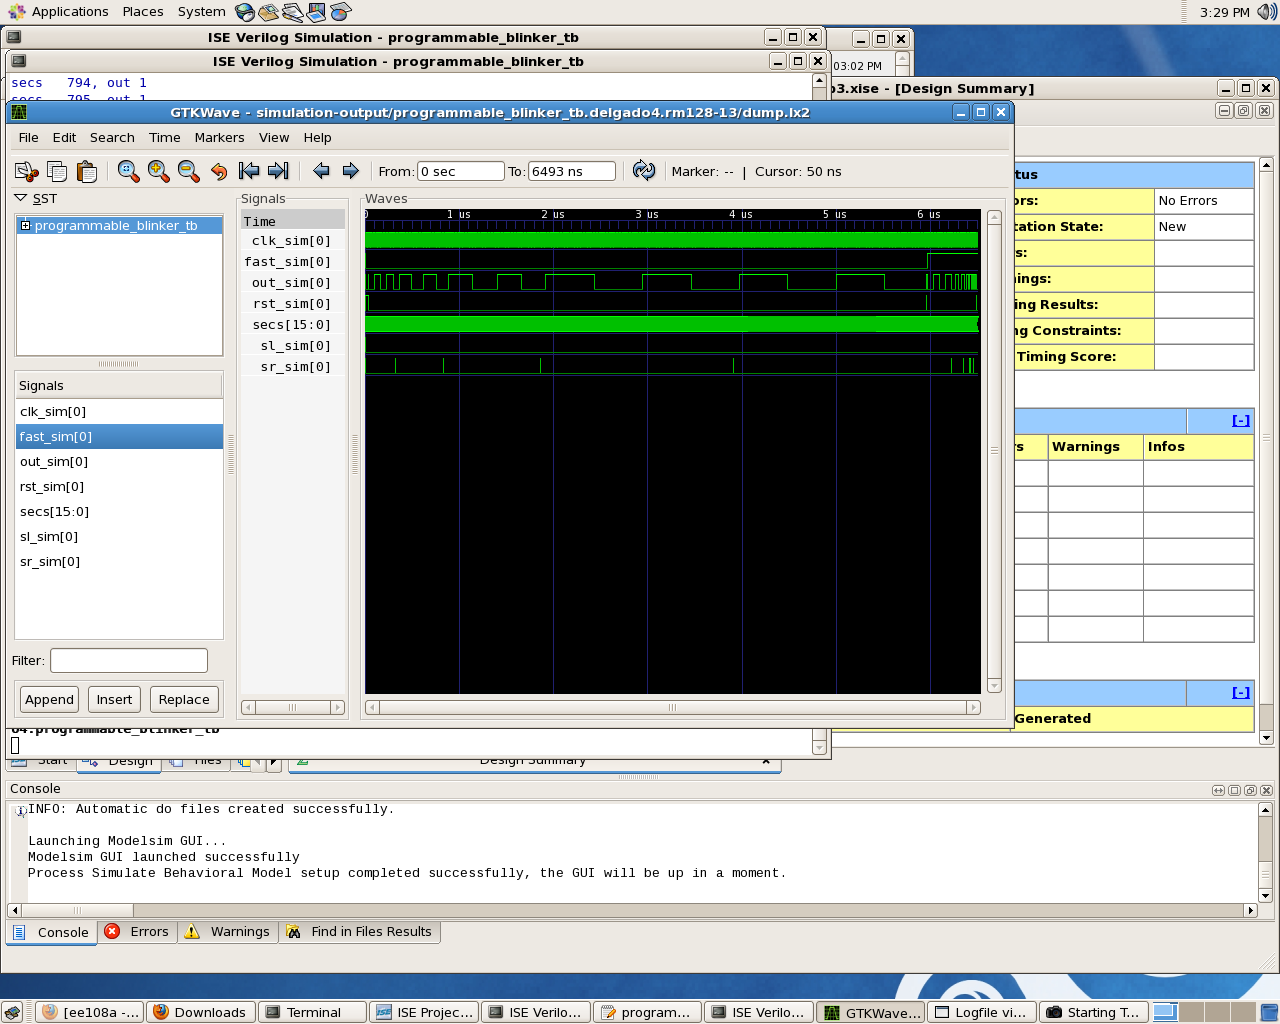 Applications Places System 3:29 PM
ISE Verilog Simulation - programmable_blinker_tb
ISE Verilog Simulation - programmable_blinker_tb
03:02 PM
secs 794, out 1
secs 795, out 1
p3.xise - [Design Summary]
GTKWave - simulation-output/programmable_blinker_tb.delgado4.rm128-13/dump.lx2
File Edit Search Time Markers View Help
From: 0 sec To: 6493 ns Marker: -- | Cursor: 50 ns
SST
programmable_blinker_tb
Signals
clk_sim[0]
fast_sim[0]
out_sim[0]
rst_sim[0]
secs[15:0]
sl_sim[0]
sr_sim[0]
Filter:
Append Insert Replace
Signals
Time
clk_sim[0]
fast_sim[0]
out_sim[0]
rst_sim[0]
secs[15:0]
sl_sim[0]
sr_sim[0]
Waves
0 1 us 2 us 3 us 4 us 5 us 6 us
tus
ors: No Errors
tation State: New
s:
ings:
ing Results:
ng Constraints:
Timing Score:
[-]
rs Warnings Infos
[-]
Generated
04.programmable_blinker_tb
Start Design Files Design Summary
Console
INFO: Automatic do files created successfully.
Launching Modelsim GUI...
Modelsim GUI launched successfully
Process Simulate Behavioral Model setup completed successfully, the GUI will be up in a moment.
Console Errors Warnings Find in Files Results
[ee108a -... Downloads Terminal ISE Projec... ISE Verilo... program... ISE Verilo... GTKWave... Logfile vi... Starting T...